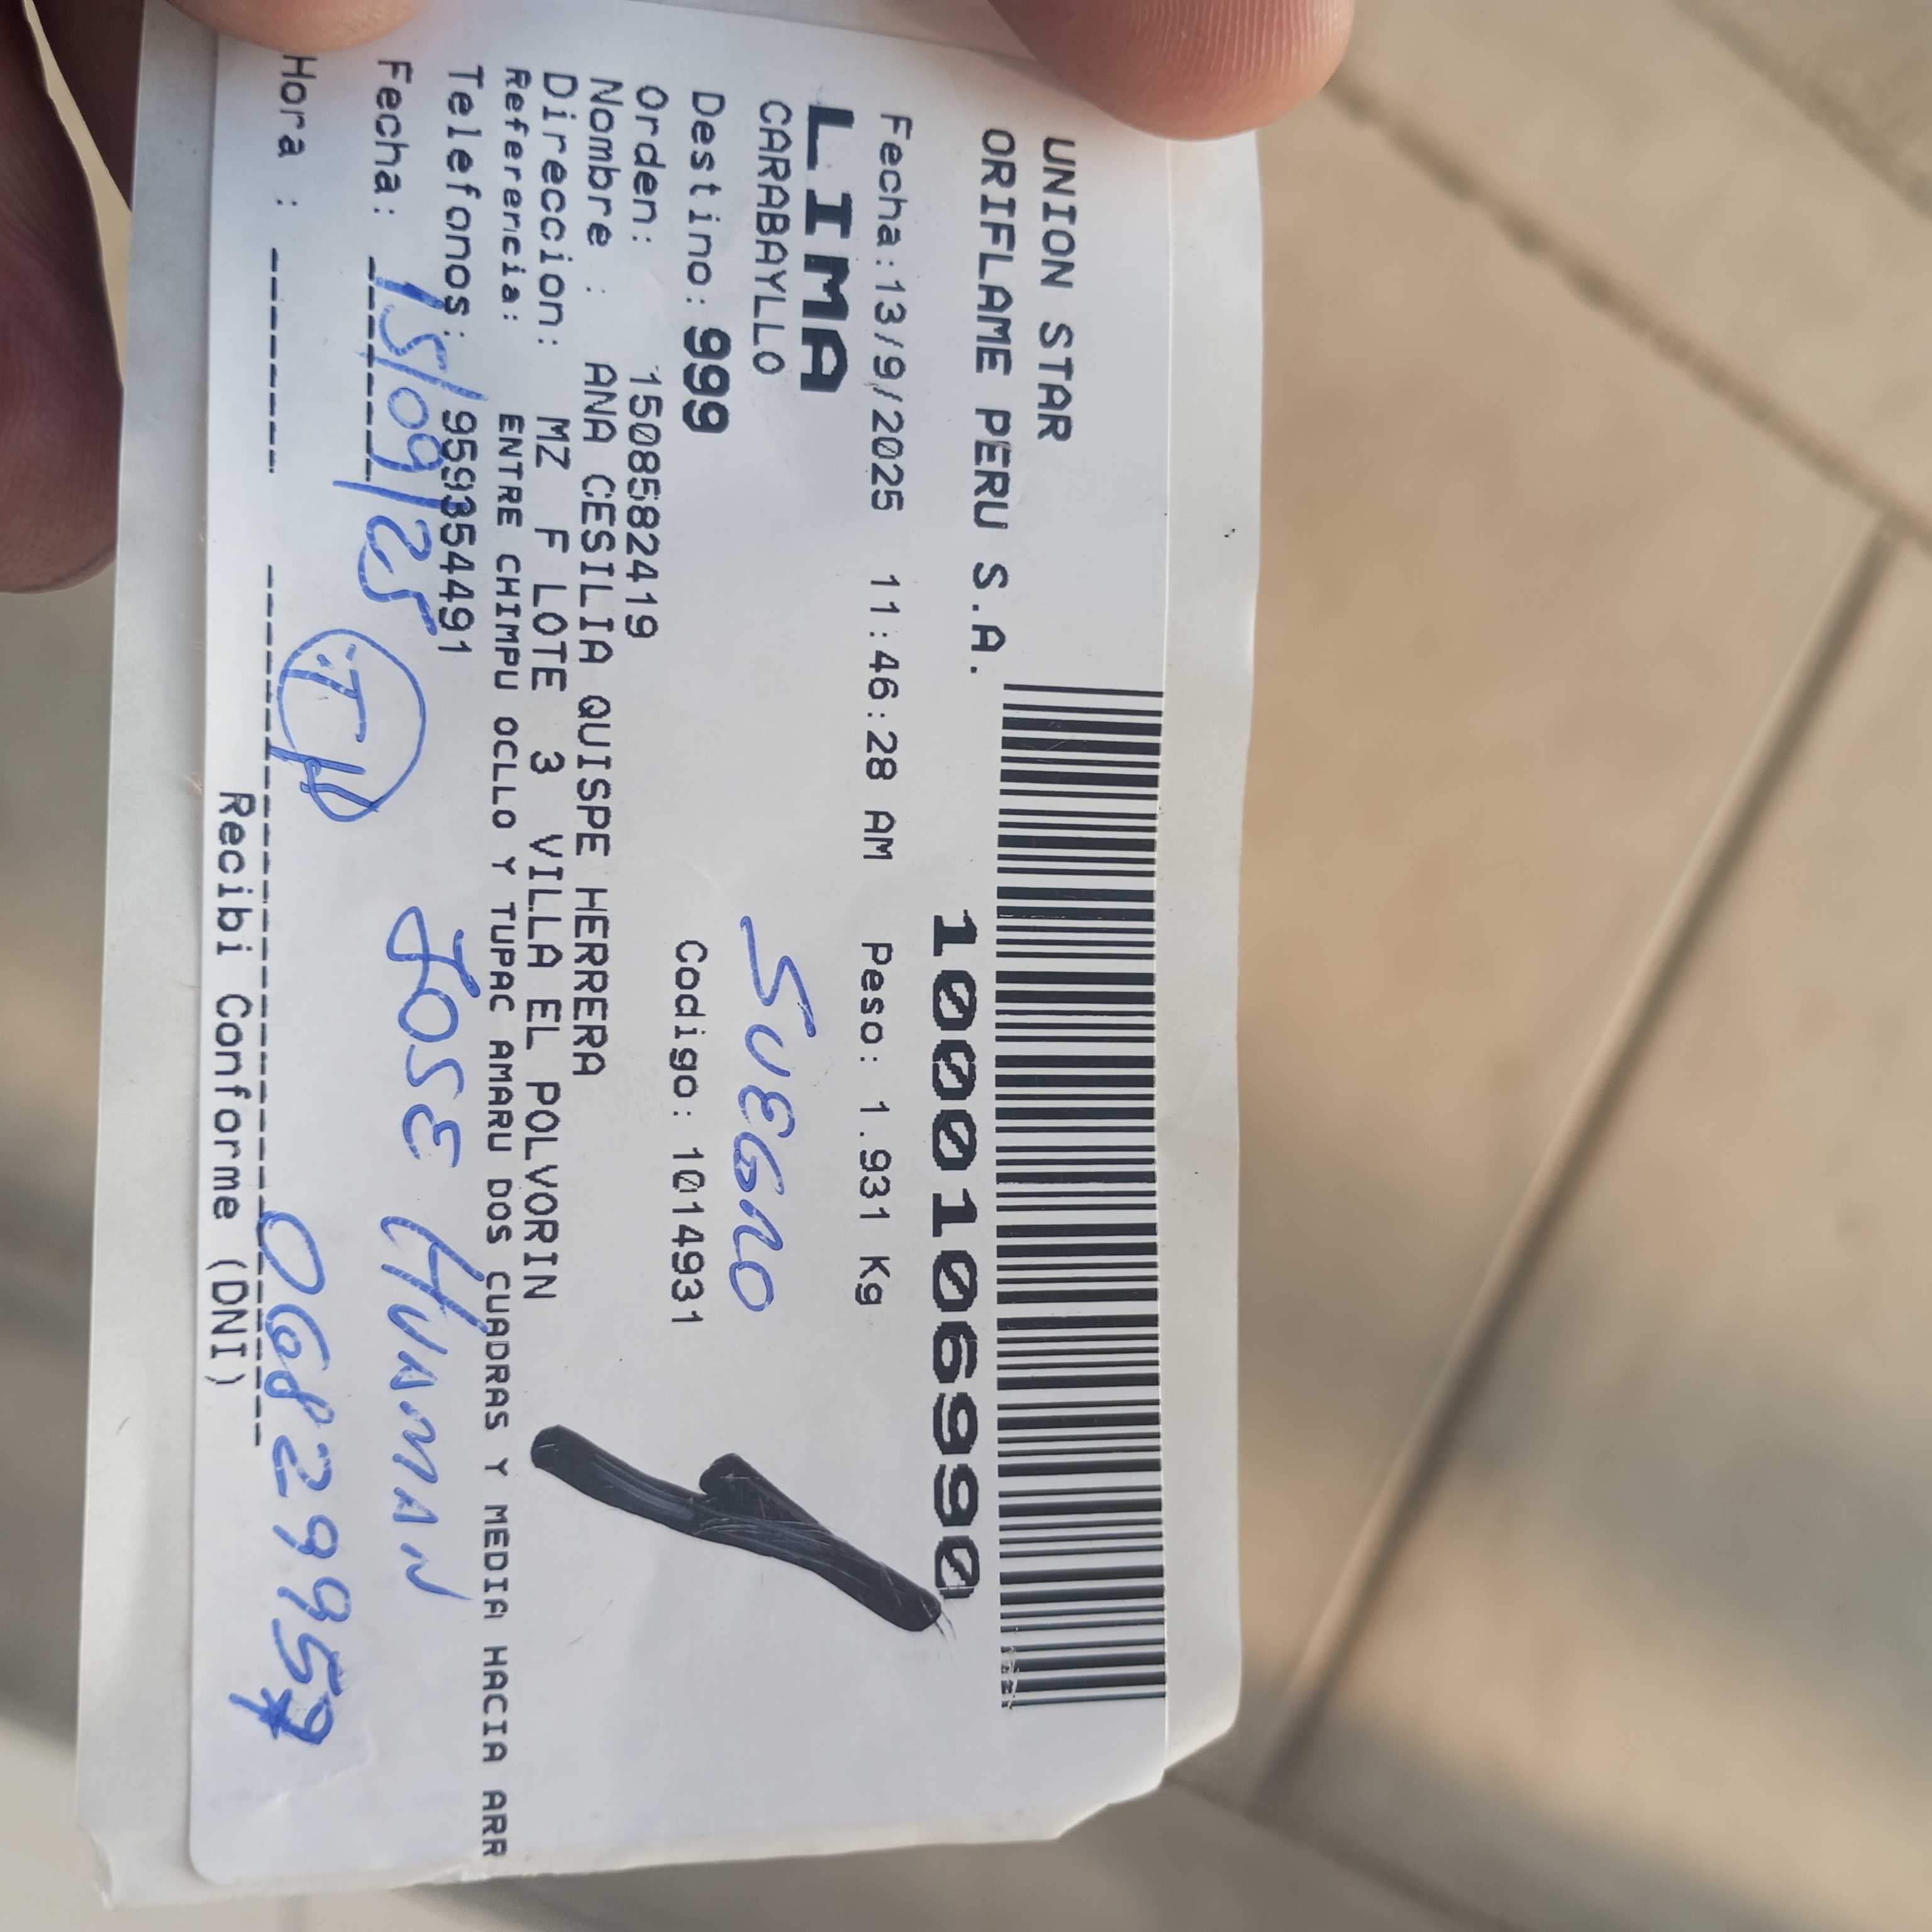 UNION STAR
ORIFLAME PERU S.A.
100010106990
Fecha:13/9/2025 11:46:28 AM Peso: 1.931 Kg
LIMA
CARABAYLLO
SUEGRO
Destino: 999
Codigo: 1014931
Orden: 1508582419
Nombre : ANA CESILIA QUISPE HERRERA
Direccion: MZ F LOTE 3 VILLA EL POLVORIN
Referencia: ENTRE CHIMPU OCLLO Y TUPAC AMARU DOS CUADRAS Y MEDIA HACIA ARR
Telefonos: 959354491
JOSE HUAMAN
Fecha: 15/09/25
Hora :
Recibi Conforme (DNI)